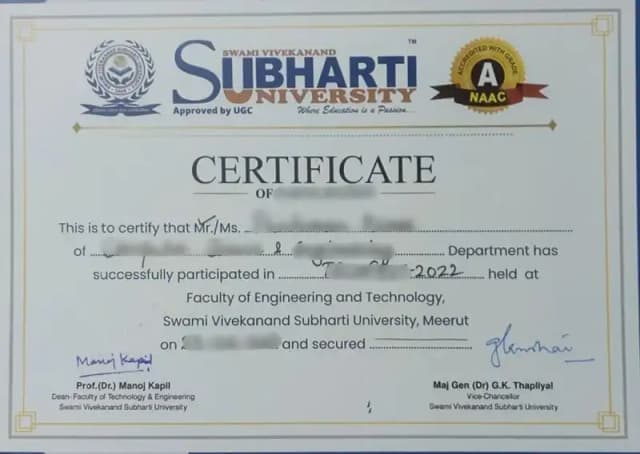 SWAMI VIVEKANAND
SUBHARTI
UNIVERSITY
TM
Approved by UGC
Where Education is a Passion...
ACCREDITED WITH GRADE
A
NAAC
CERTIFICATE
OF
This is to certify that Mr./Ms.
of & Engineering Department has
successfully participated in -2022 held at
Faculty of Engineering and Technology,
Swami Vivekanand Subharti University, Meerut
on and secured
Manoj Kapil
Prof.(Dr.) Manoj Kapil
Dean- Faculty of Technology & Engineering
Swami Vivekanand Subharti University
Maj Gen (Dr) G.K. Thapliyal
Vice-Chancellor
Swami Vivekanand Subharti University